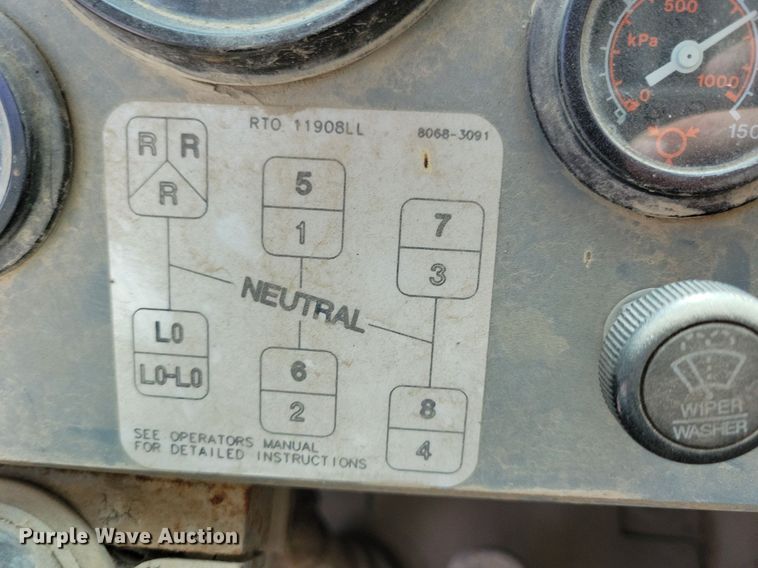 RTO 11908LL 8068-3091
R R
R
5
1
7
3
NEUTRAL
LO
LO-LO
6
2
8
4
SEE OPERATORS MANUAL
FOR DETAILED INSTRUCTIONS
500
kPa
0
1000
150
WIPER
WASHER
Purple Wave Auction